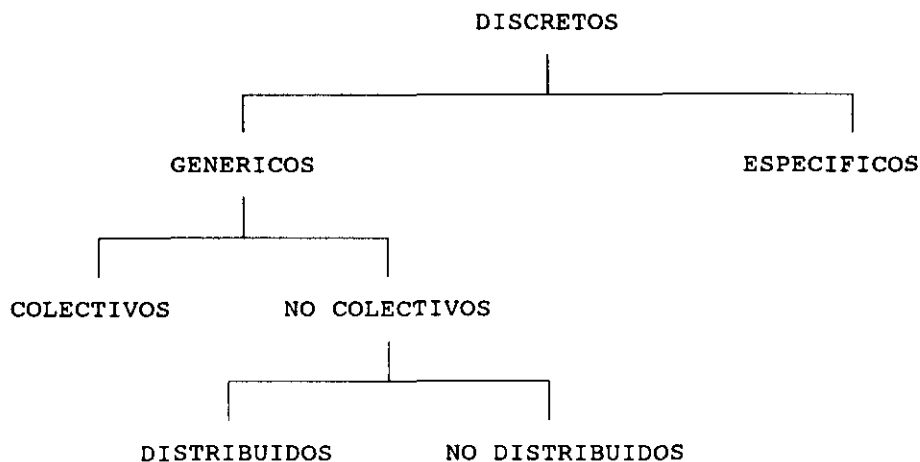 DISCRETOS
GENERICOS ESPECIFICOS
COLECTIVOS NO COLECTIVOS
DISTRIBUIDOS NO DISTRIBUIDOS